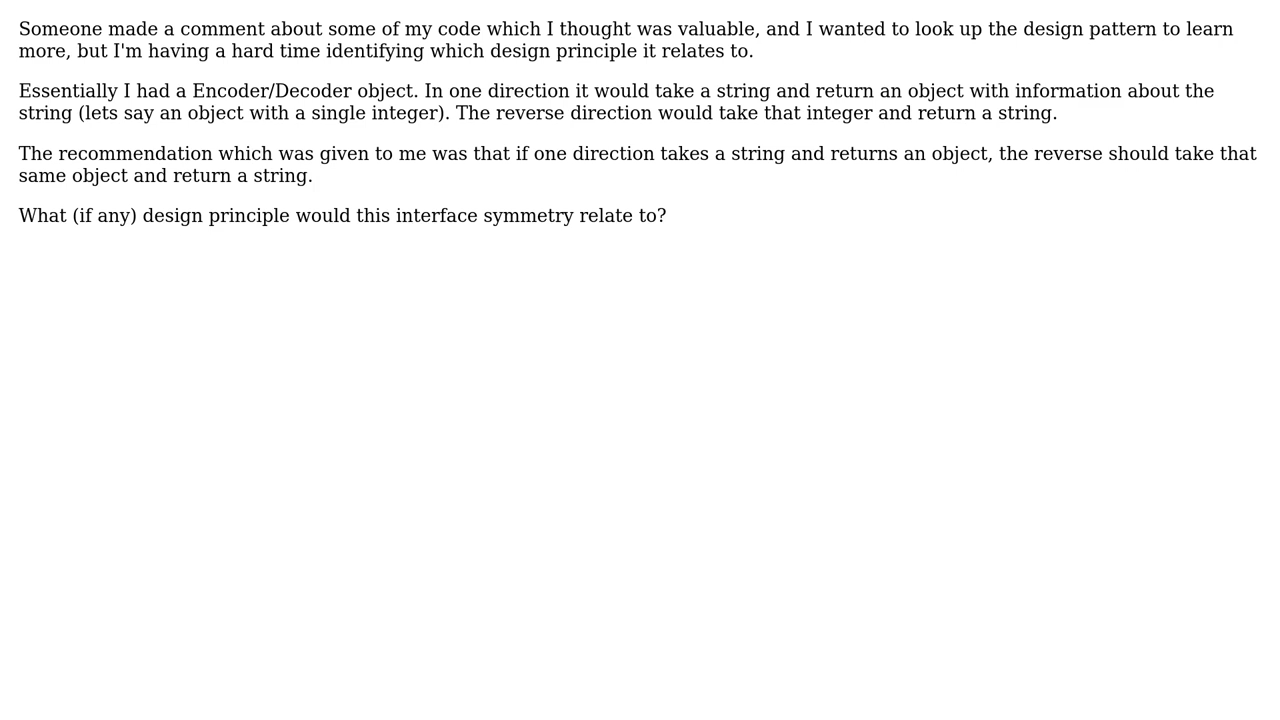 Someone made a comment about some of my code which I thought was valuable, and I wanted to look up the design pattern to learn
more, but I'm having a hard time identifying which design principle it relates to.
Essentially I had a Encoder/Decoder object. In one direction it would take a string and return an object with information about the
string (lets say an object with a single integer). The reverse direction would take that integer and return a string.
The recommendation which was given to me was that if one direction takes a string and returns an object, the reverse should take that
same object and return a string.
What (if any) design principle would this interface symmetry relate to?